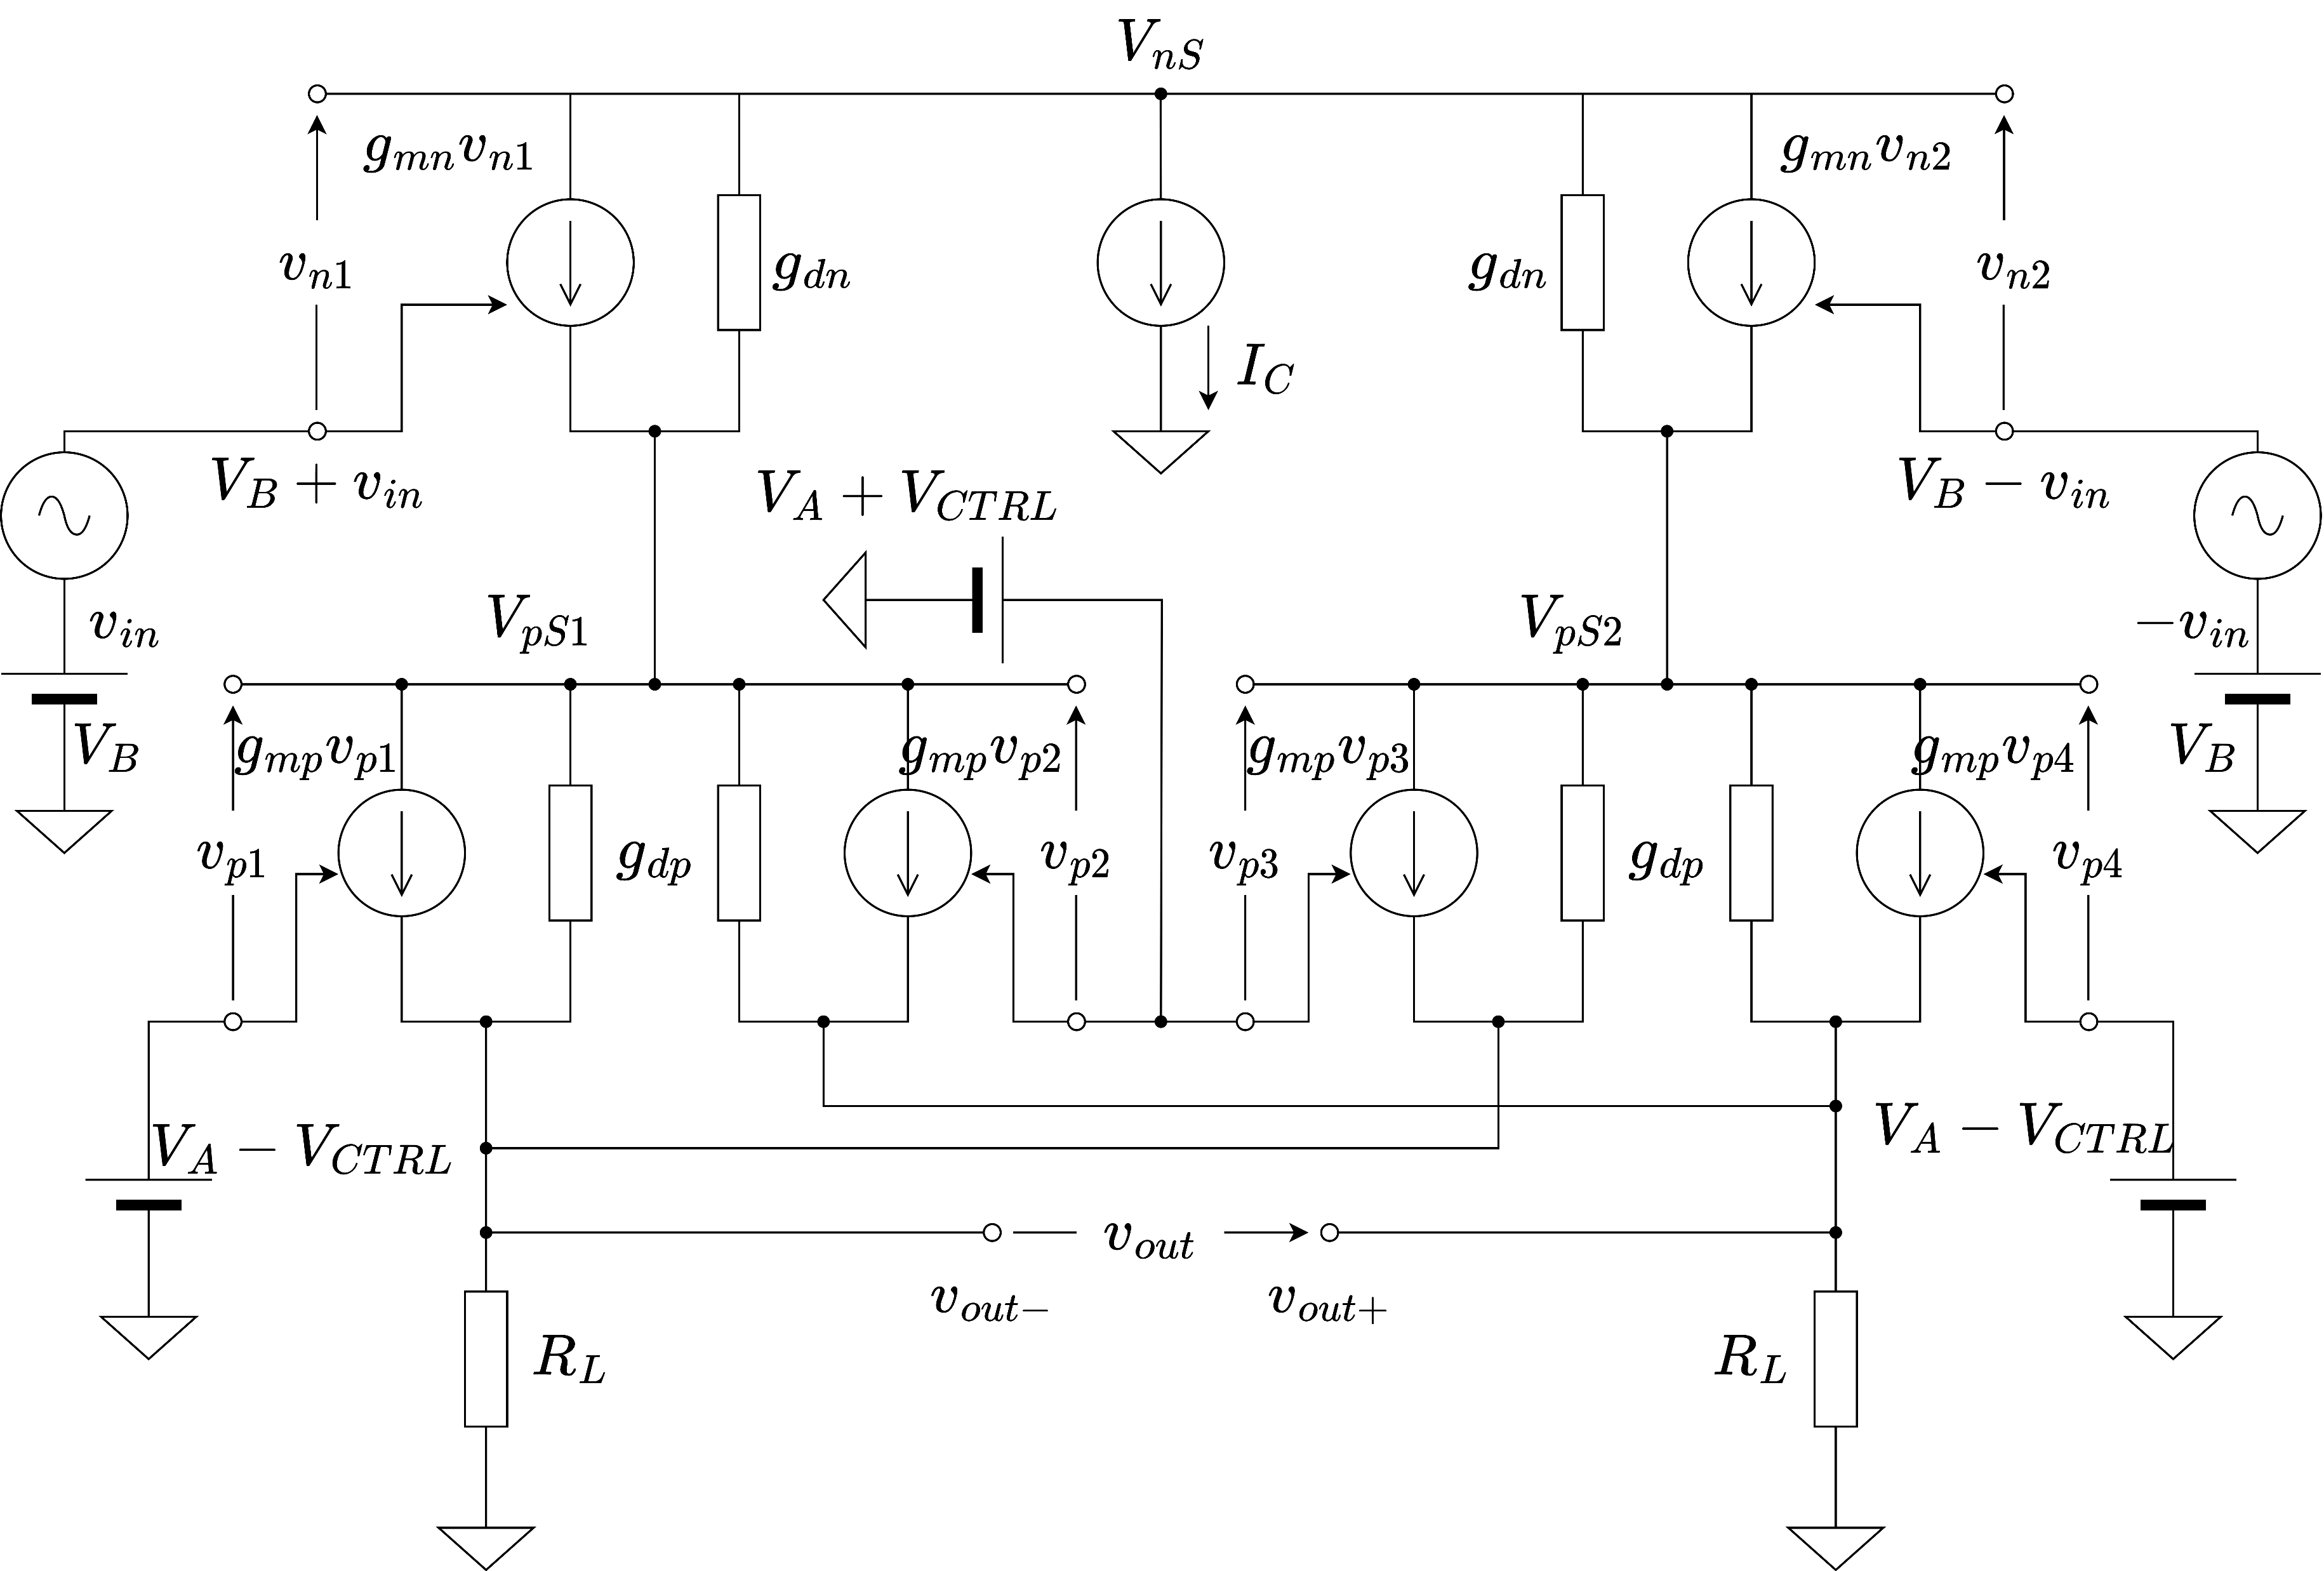 V_{nS}
g_{mn}v_{n1}
g_{mn}v_{n2}
v_{n1}
g_{dn}
g_{dn}
v_{n2}
I_C
V_B + v_{in}
V_A + V_{CTRL}
V_B − v_{in}
v_{in}
V_{pS1}
V_{pS2}
−v_{in}
V_B
g_{mp}v_{p1}
g_{mp}v_{p2}
g_{mp}v_{p3}
g_{mp}v_{p4}
V_B
v_{p1}
g_{dp}
v_{p2}
v_{p3}
g_{dp}
v_{p4}
V_A − V_{CTRL}
V_A − V_{CTRL}
v_{out}
v_{out−}
v_{out+}
R_L
R_L